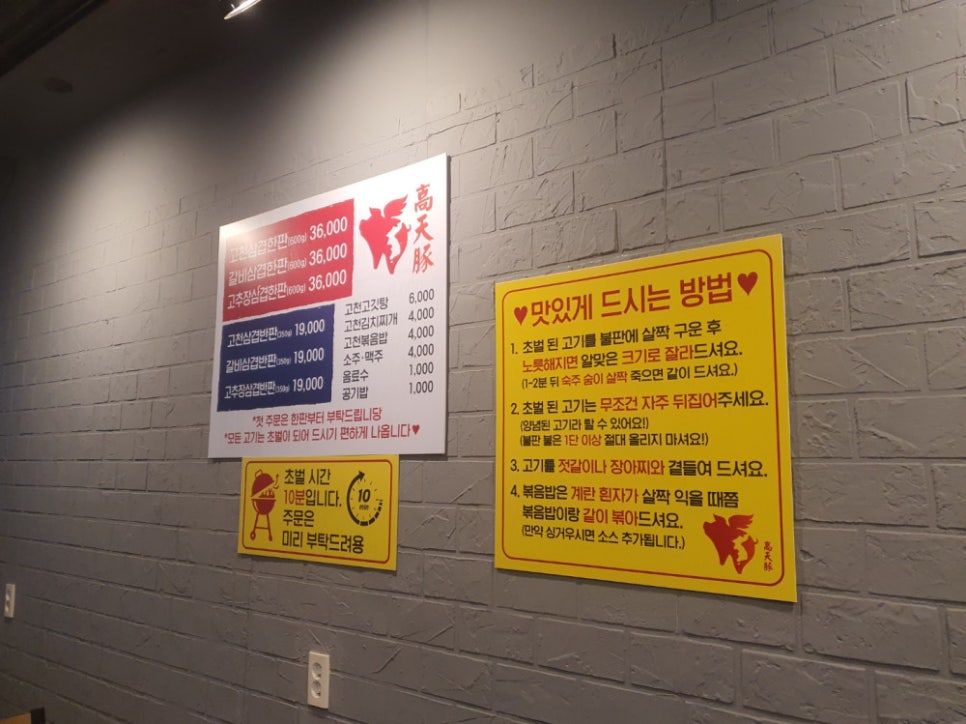 고천삼겹한판(600g) 36,000
갈비삼겹한판(600g) 36,000
고추장삼겹한판(600g) 36,000
高天豚
고천삼겹반판(350g) 19,000
갈비삼겹반판(350g) 19,000
고추장삼겹반판(350g) 19,000
고천고깃탕 6,000
고천김치찌개 4,000
고천볶음밥 4,000
소주·맥주 4,000
음료수 1,000
공기밥 1,000
*첫 주문은 한판부터 부탁드립니당
*모든 고기는 초벌이 되어 드시기 편하게 나옵니다♥
초벌 시간
10분입니다.
주문은
미리 부탁드려용
10
min
♥맛있게 드시는 방법♥
1. 초벌 된 고기를 불판에 살짝 구운 후
노릇해지면 알맞은 크기로 잘라드셔요.
(1~2분 뒤 숙주 숨이 살짝 죽으면 같이 드셔요.)
2. 초벌 된 고기는 무조건 자주 뒤집어주세요.
(양념된 고기라 탈 수 있어요!)
(불판 불은 1단 이상 절대 올리지 마셔요!)
3. 고기를 젓갈이나 장아찌와 곁들여 드셔요.
4. 볶음밥은 계란 흰자가 살짝 익을 때쯤
볶음밥이랑 같이 볶아드셔요.
(만약 싱거우시면 소스 추가됩니다.)
高天豚